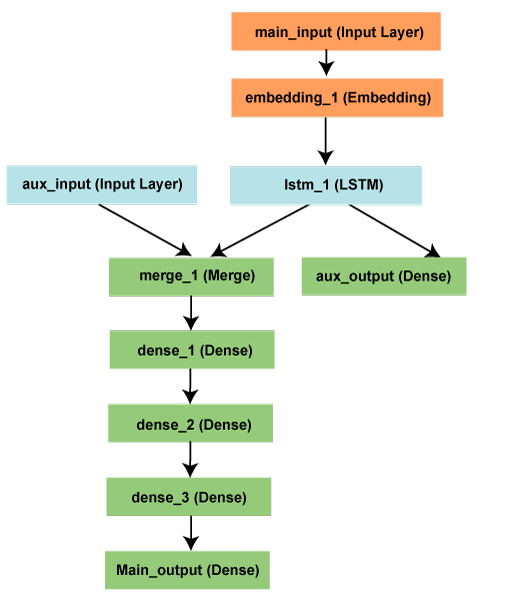 main_input (Input Layer)
embedding_1 (Embedding)
aux_input (Input Layer)
lstm_1 (LSTM)
merge_1 (Merge)
aux_output (Dense)
dense_1 (Dense)
dense_2 (Dense)
dense_3 (Dense)
Main_output (Dense)